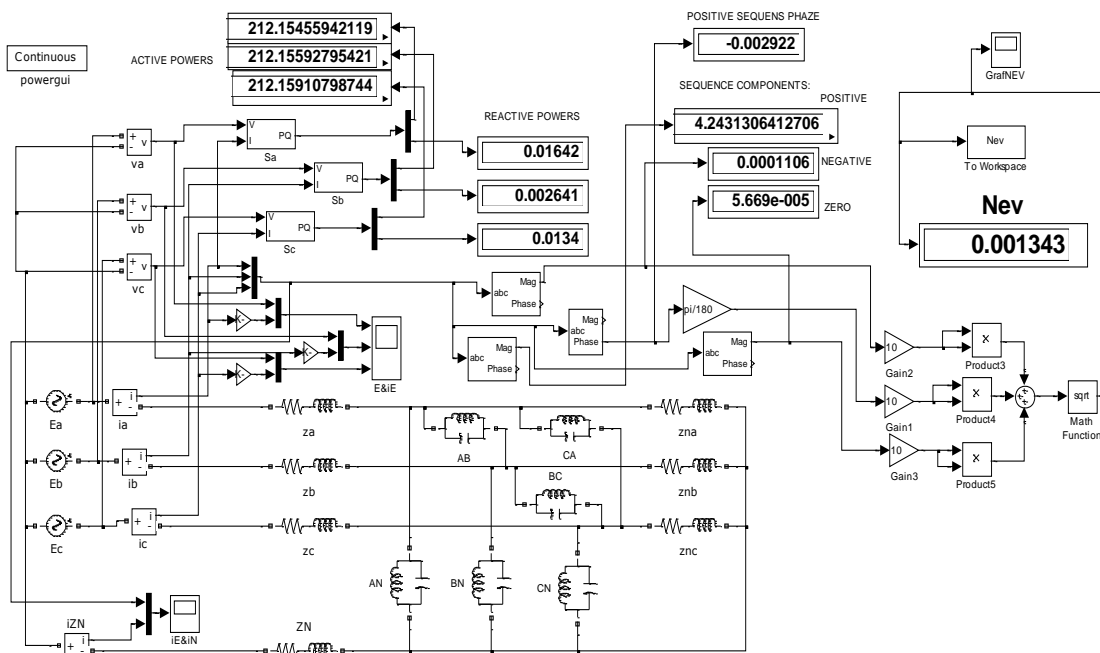 POSITIVE SEQUENS PHAZE
212.15455942119
-0.002922
Continuous
ACTIVE POWERS
212.15592795421
GrafNEV
powergui
SEQUENCE COMPONENTS:
212.15910798744
POSITIVE
REACTIVE POWERS
4.2431306412706
+
-
v
va
V
I
PQ
Sa
0.01642
0.0001106
NEGATIVE
Nev
To Workspace
V
I
PQ
Sb
0.002641
5.669e-005
ZERO
Nev
+
-
v
vb
V
I
PQ
Sc
0.0134
0.001343
+
-
v
vc
abc
Mag
Phase
K-
abc
Mag
Phase
pi/180
K-
abc
Mag
Phase
abc
Mag
Phase
K-
E&iE
10
Gain2
x
Product3
Ea
i
+
-
ia
za
AB
CA
zna
10
Gain1
x
Product4
sqrt
Math
Function
Eb
i
+
-
ib
zb
BC
znb
10
Gain3
x
Product5
Ec
i
+
-
ic
zc
znc
AN
BN
CN
iZN
iE&iN
ZN
i
+
-